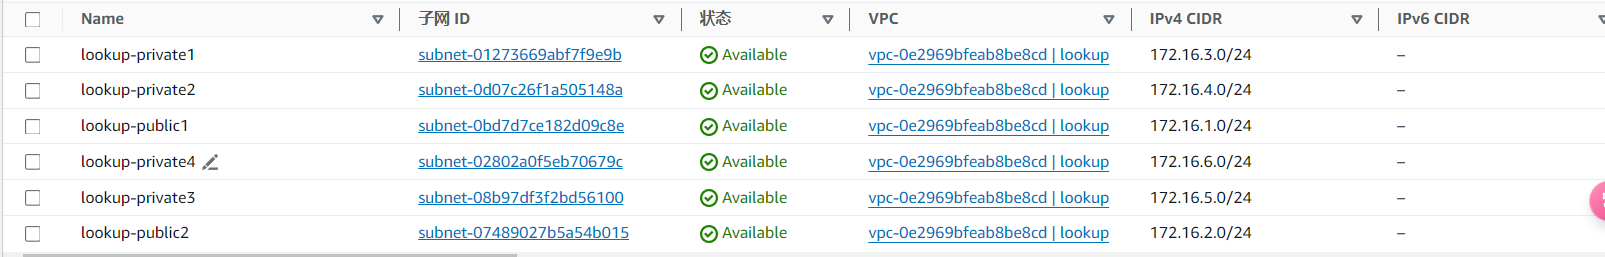 Name 子网 ID 状态 VPC IPv4 CIDR IPv6 CIDR
lookup-private1 subnet-01273669abf7f9e9b Available vpc-0e2969bfeab8be8cd | lookup 172.16.3.0/24 –
lookup-private2 subnet-0d07c26f1a505148a Available vpc-0e2969bfeab8be8cd | lookup 172.16.4.0/24 –
lookup-public1 subnet-0bd7d7ce182d09c8e Available vpc-0e2969bfeab8be8cd | lookup 172.16.1.0/24 –
lookup-private4 subnet-02802a0f5eb70679c Available vpc-0e2969bfeab8be8cd | lookup 172.16.6.0/24 –
lookup-private3 subnet-08b97df3f2bd56100 Available vpc-0e2969bfeab8be8cd | lookup 172.16.5.0/24 –
lookup-public2 subnet-07489027b5a54b015 Available vpc-0e2969bfeab8be8cd | lookup 172.16.2.0/24 –